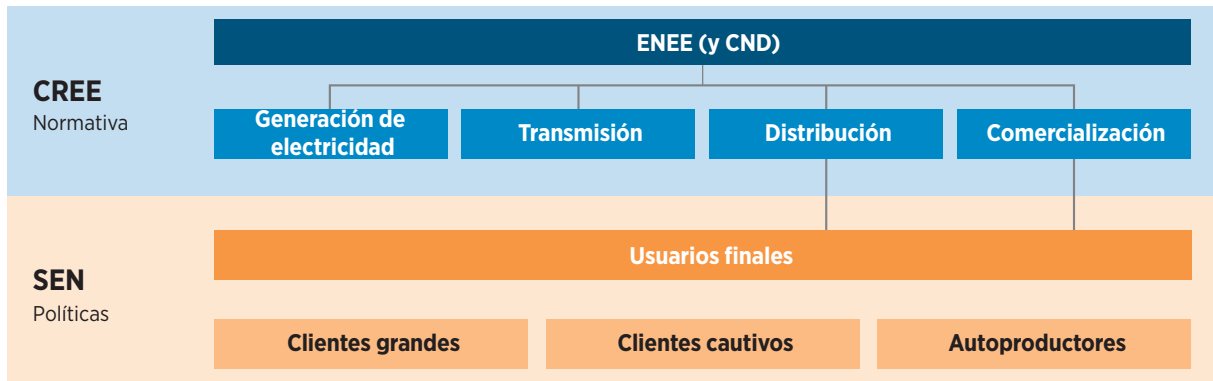 CREE
Normativa
ENEE (y CND)
Generación de
electricidad
Transmisión
Distribución
Comercialización
SEN
Políticas
Usuarios finales
Clientes grandes
Clientes cautivos
Autoproductores